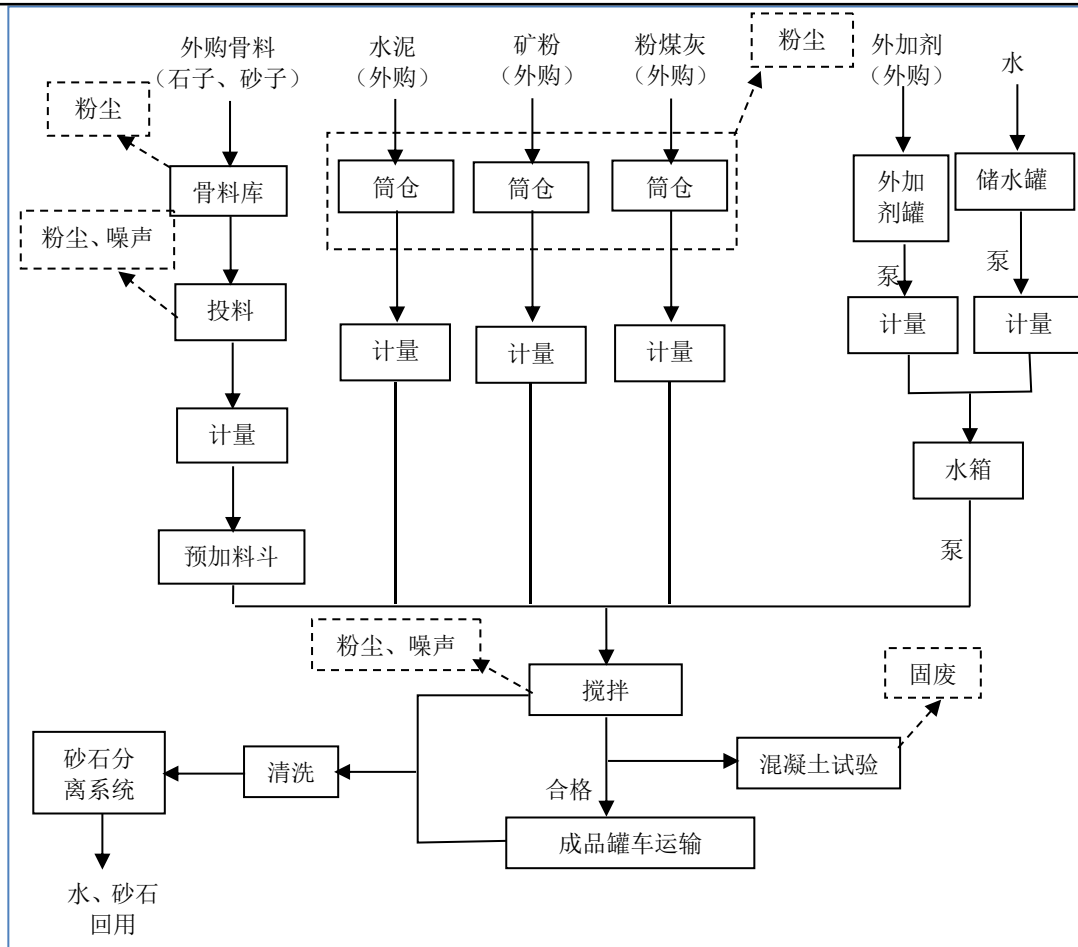 外购骨料
（石子、砂子）
水泥
（外购）
矿粉
（外购）
粉煤灰
（外购）
粉尘
外加剂
（外购）
水
粉尘
骨料库
筒仓
筒仓
筒仓
外加
剂罐
储水罐
粉尘、噪声
泵
泵
投料
计量
计量
计量
计量
计量
计量
水箱
预加料斗
泵
粉尘、噪声
搅拌
固废
砂石分
离系统
清洗
混凝土试验
合格
成品罐车运输
水、砂石
回用